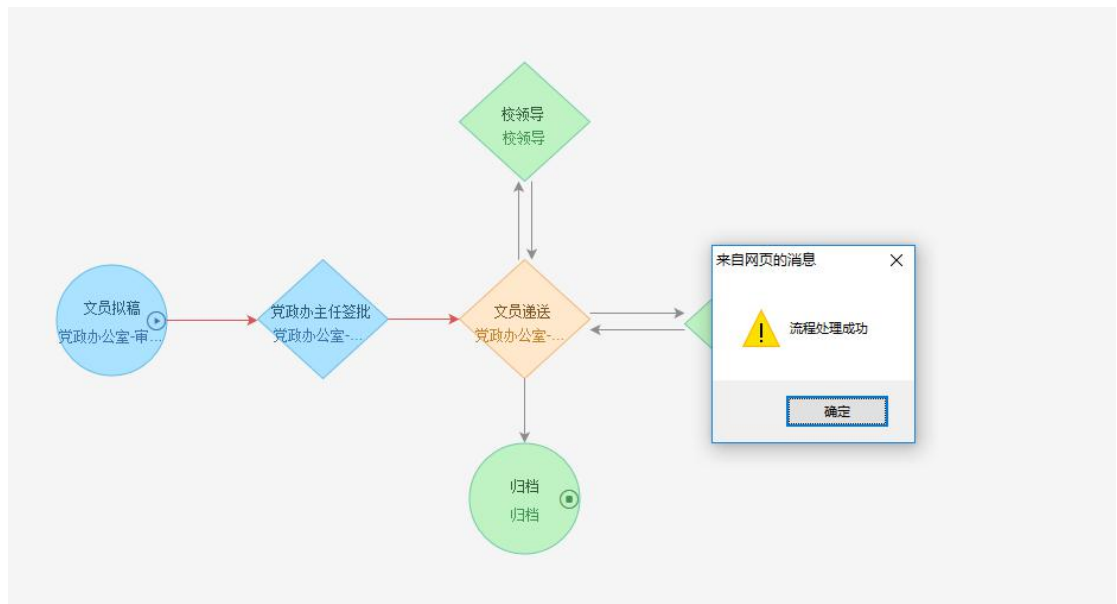 校领导
校领导
来自网页的消息
流程处理成功
确定
文员拟稿
党政办公室-审...
党政办主任签批
党政办公室-...
文员递送
党政办公室-...
归档
归档